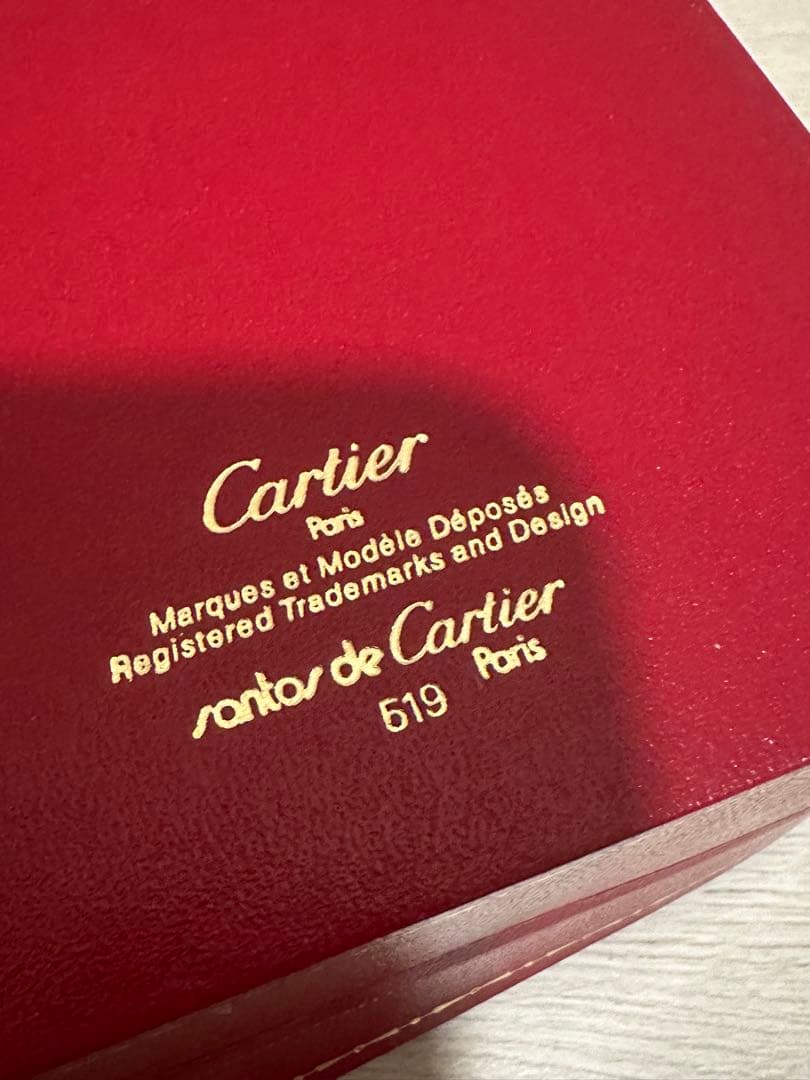 Cartier
Paris
Marques et Modèle Déposés
Registered Trademarks and Design
santos de Cartier
Paris
519